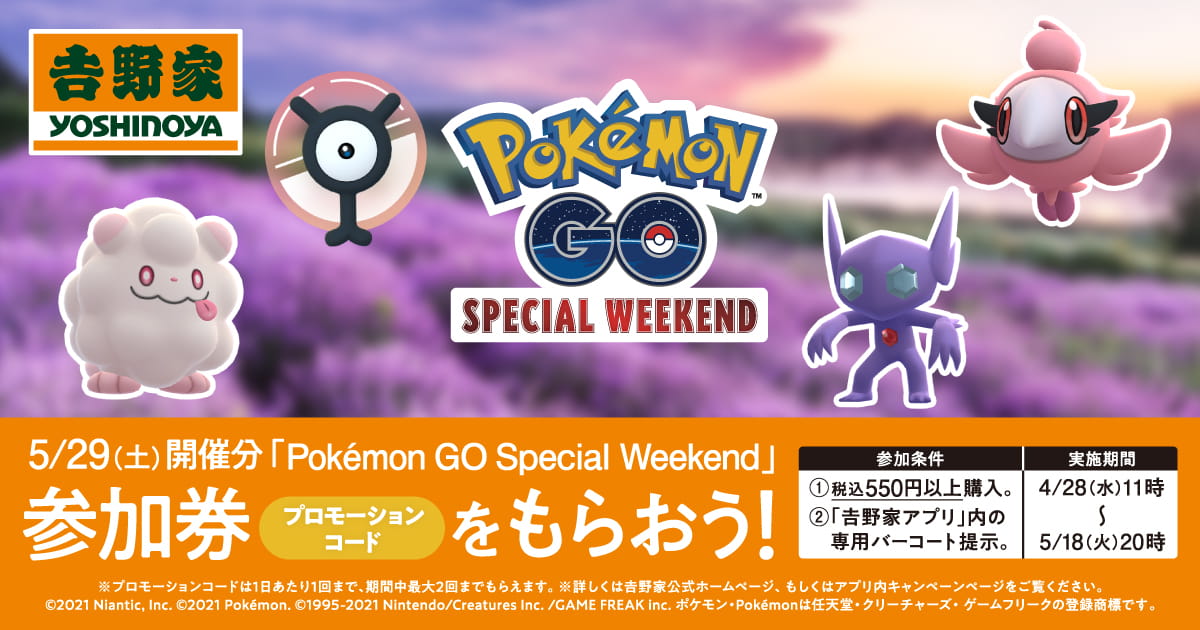 𠮷野家
YOSHINOYA
POKÉMON™
GO
SPECIAL WEEKEND
5/29(土)開催分「Pokémon GO Special Weekend」
参加券 プロモーションコード をもらおう!
参加条件
①税込550円以上購入。
②「𠮷野家アプリ」内の
専用バーコート提示。
実施期間
4/28(水)11時
〜
5/18(火)20時
※プロモーションコードは1日あたり1回まで、期間中最大2回までもらえます。※詳しくは𠮷野家公式ホームページ、もしくはアプリ内キャンペーンページをご覧ください。
©2021 Niantic, Inc. ©2021 Pokémon. ©1995-2021 Nintendo/Creatures Inc. /GAME FREAK inc. ポケモン・Pokémonは任天堂・クリーチャーズ・ゲームフリークの登録商標です。